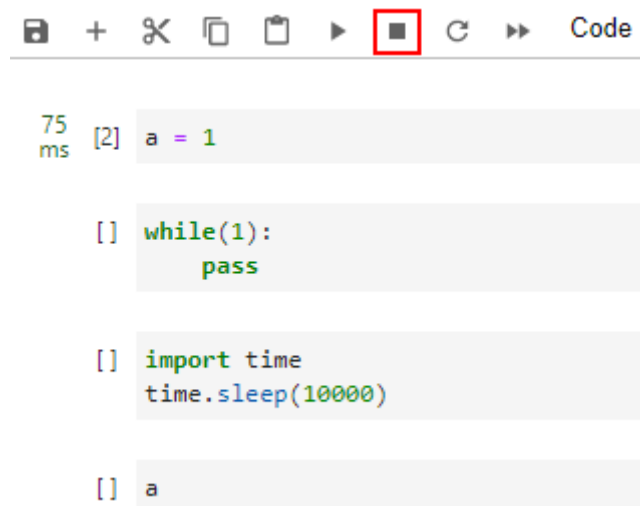 Code
75
ms
[2] a = 1
[] while(1):
pass
[] import time
time.sleep(10000)
[] a